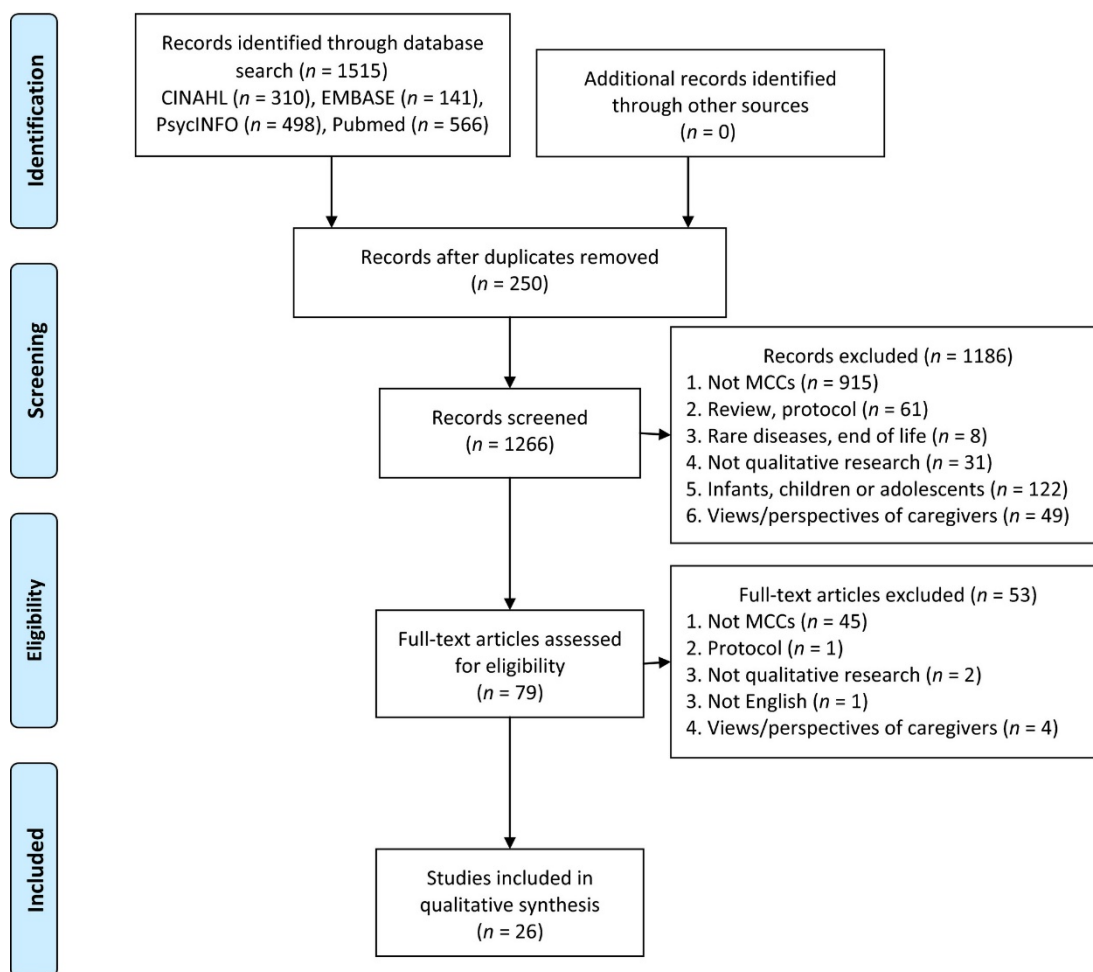 Identification
Records identified through database
search (n = 1515)
CINAHL (n = 310), EMBASE (n = 141),
PsycINFO (n = 498), Pubmed (n = 566)
Additional records identified
through other sources
(n = 0)
Records after duplicates removed
(n = 250)
Screening
Records screened
(n = 1266)
Records excluded (n = 1186)
1. Not MCCs (n = 915)
2. Review, protocol (n = 61)
3. Rare diseases, end of life (n = 8)
4. Not qualitative research (n = 31)
5. Infants, children or adolescents (n = 122)
6. Views/perspectives of caregivers (n = 49)
Eligibility
Full-text articles assessed
for eligibility
(n = 79)
Full-text articles excluded (n = 53)
1. Not MCCs (n = 45)
2. Protocol (n = 1)
3. Not qualitative research (n = 2)
3. Not English (n = 1)
4. Views/perspectives of caregivers (n = 4)
Included
Studies included in
qualitative synthesis
(n = 26)